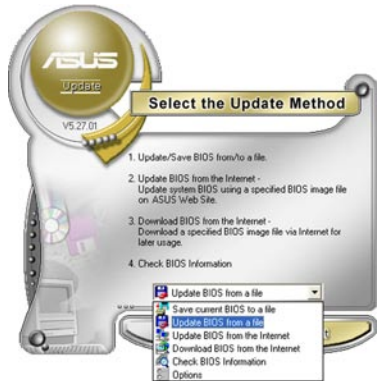 ASUS
Update
V5.27.01
Select the Update Method
1. Update/Save BIOS from/to a file.
2. Update BIOS from the Internet -
Update system BIOS using a specified BIOS image file
on ASUS Web Site.
3. Download BIOS from the Internet -
Download a specified BIOS image file via Internet for
later usage.
4. Check BIOS Information
Update BIOS from a file
Save current BIOS to a file
Update BIOS from a file
Update BIOS from the Internet
Download BIOS from the Internet
Check BIOS Information
Options